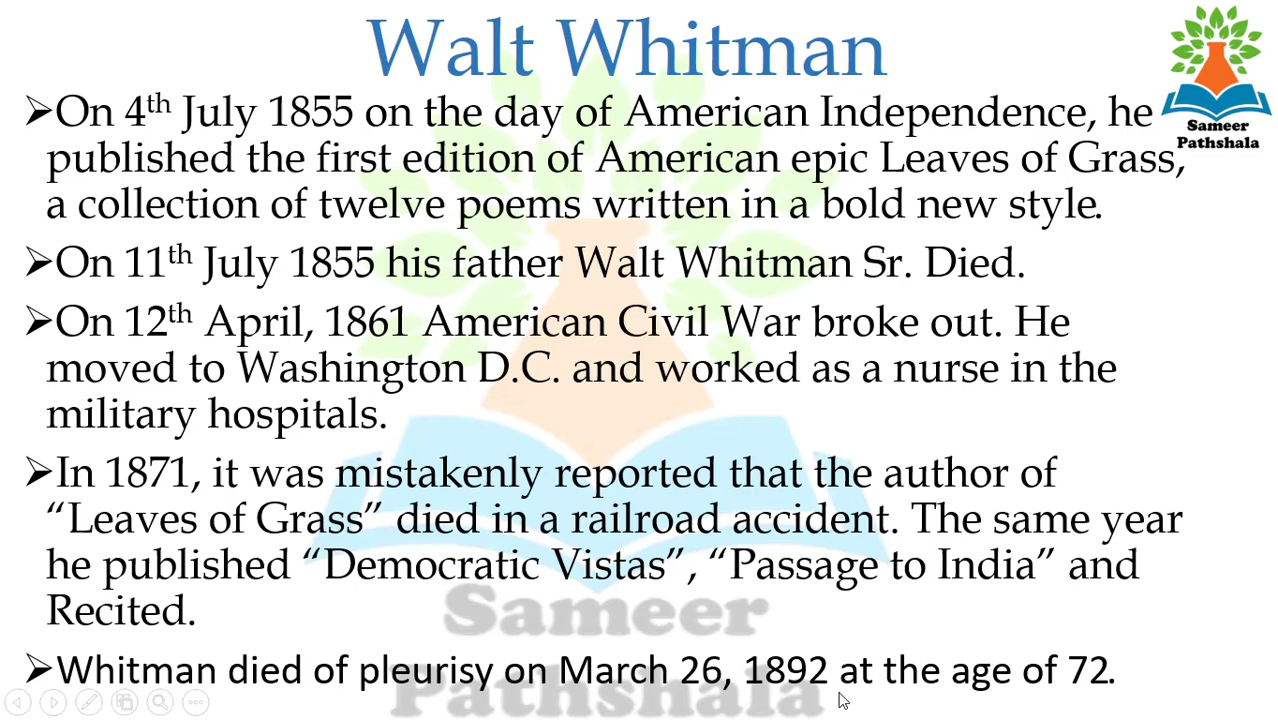 Walt Whitman
➢On 4th July 1855 on the day of American Independence, he
published the first edition of American epic Leaves of Grass,
a collection of twelve poems written in a bold new style.
➢On 11th July 1855 his father Walt Whitman Sr. Died.
➢On 12th April, 1861 American Civil War broke out. He
moved to Washington D.C. and worked as a nurse in the
military hospitals.
➢In 1871, it was mistakenly reported that the author of
“Leaves of Grass” died in a railroad accident. The same year
he published “Democratic Vistas”, “Passage to India” and
Recited.
➢Whitman died of pleurisy on March 26, 1892 at the age of 72.
Sameer
Pathshala
Sameer
Pathshala